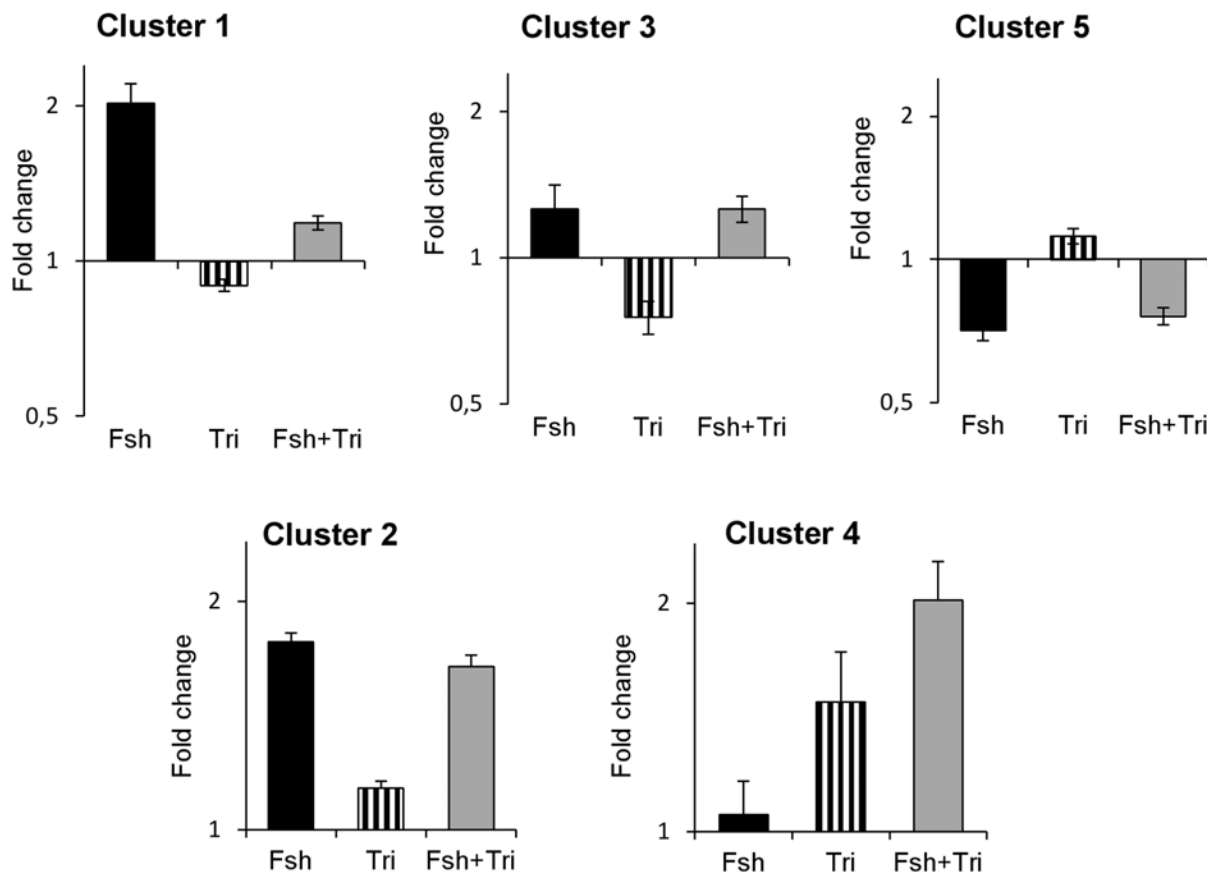 Cluster 1
Fold change
2
1
0,5
Fsh Tri Fsh+Tri
Cluster 3
Fold change
2
1
0,5
Fsh Tri Fsh+Tri
Cluster 5
Fold change
2
1
0,5
Fsh Tri Fsh+Tri
Cluster 2
Fold change
2
1
Fsh Tri Fsh+Tri
Cluster 4
Fold change
2
1
Fsh Tri Fsh+Tri